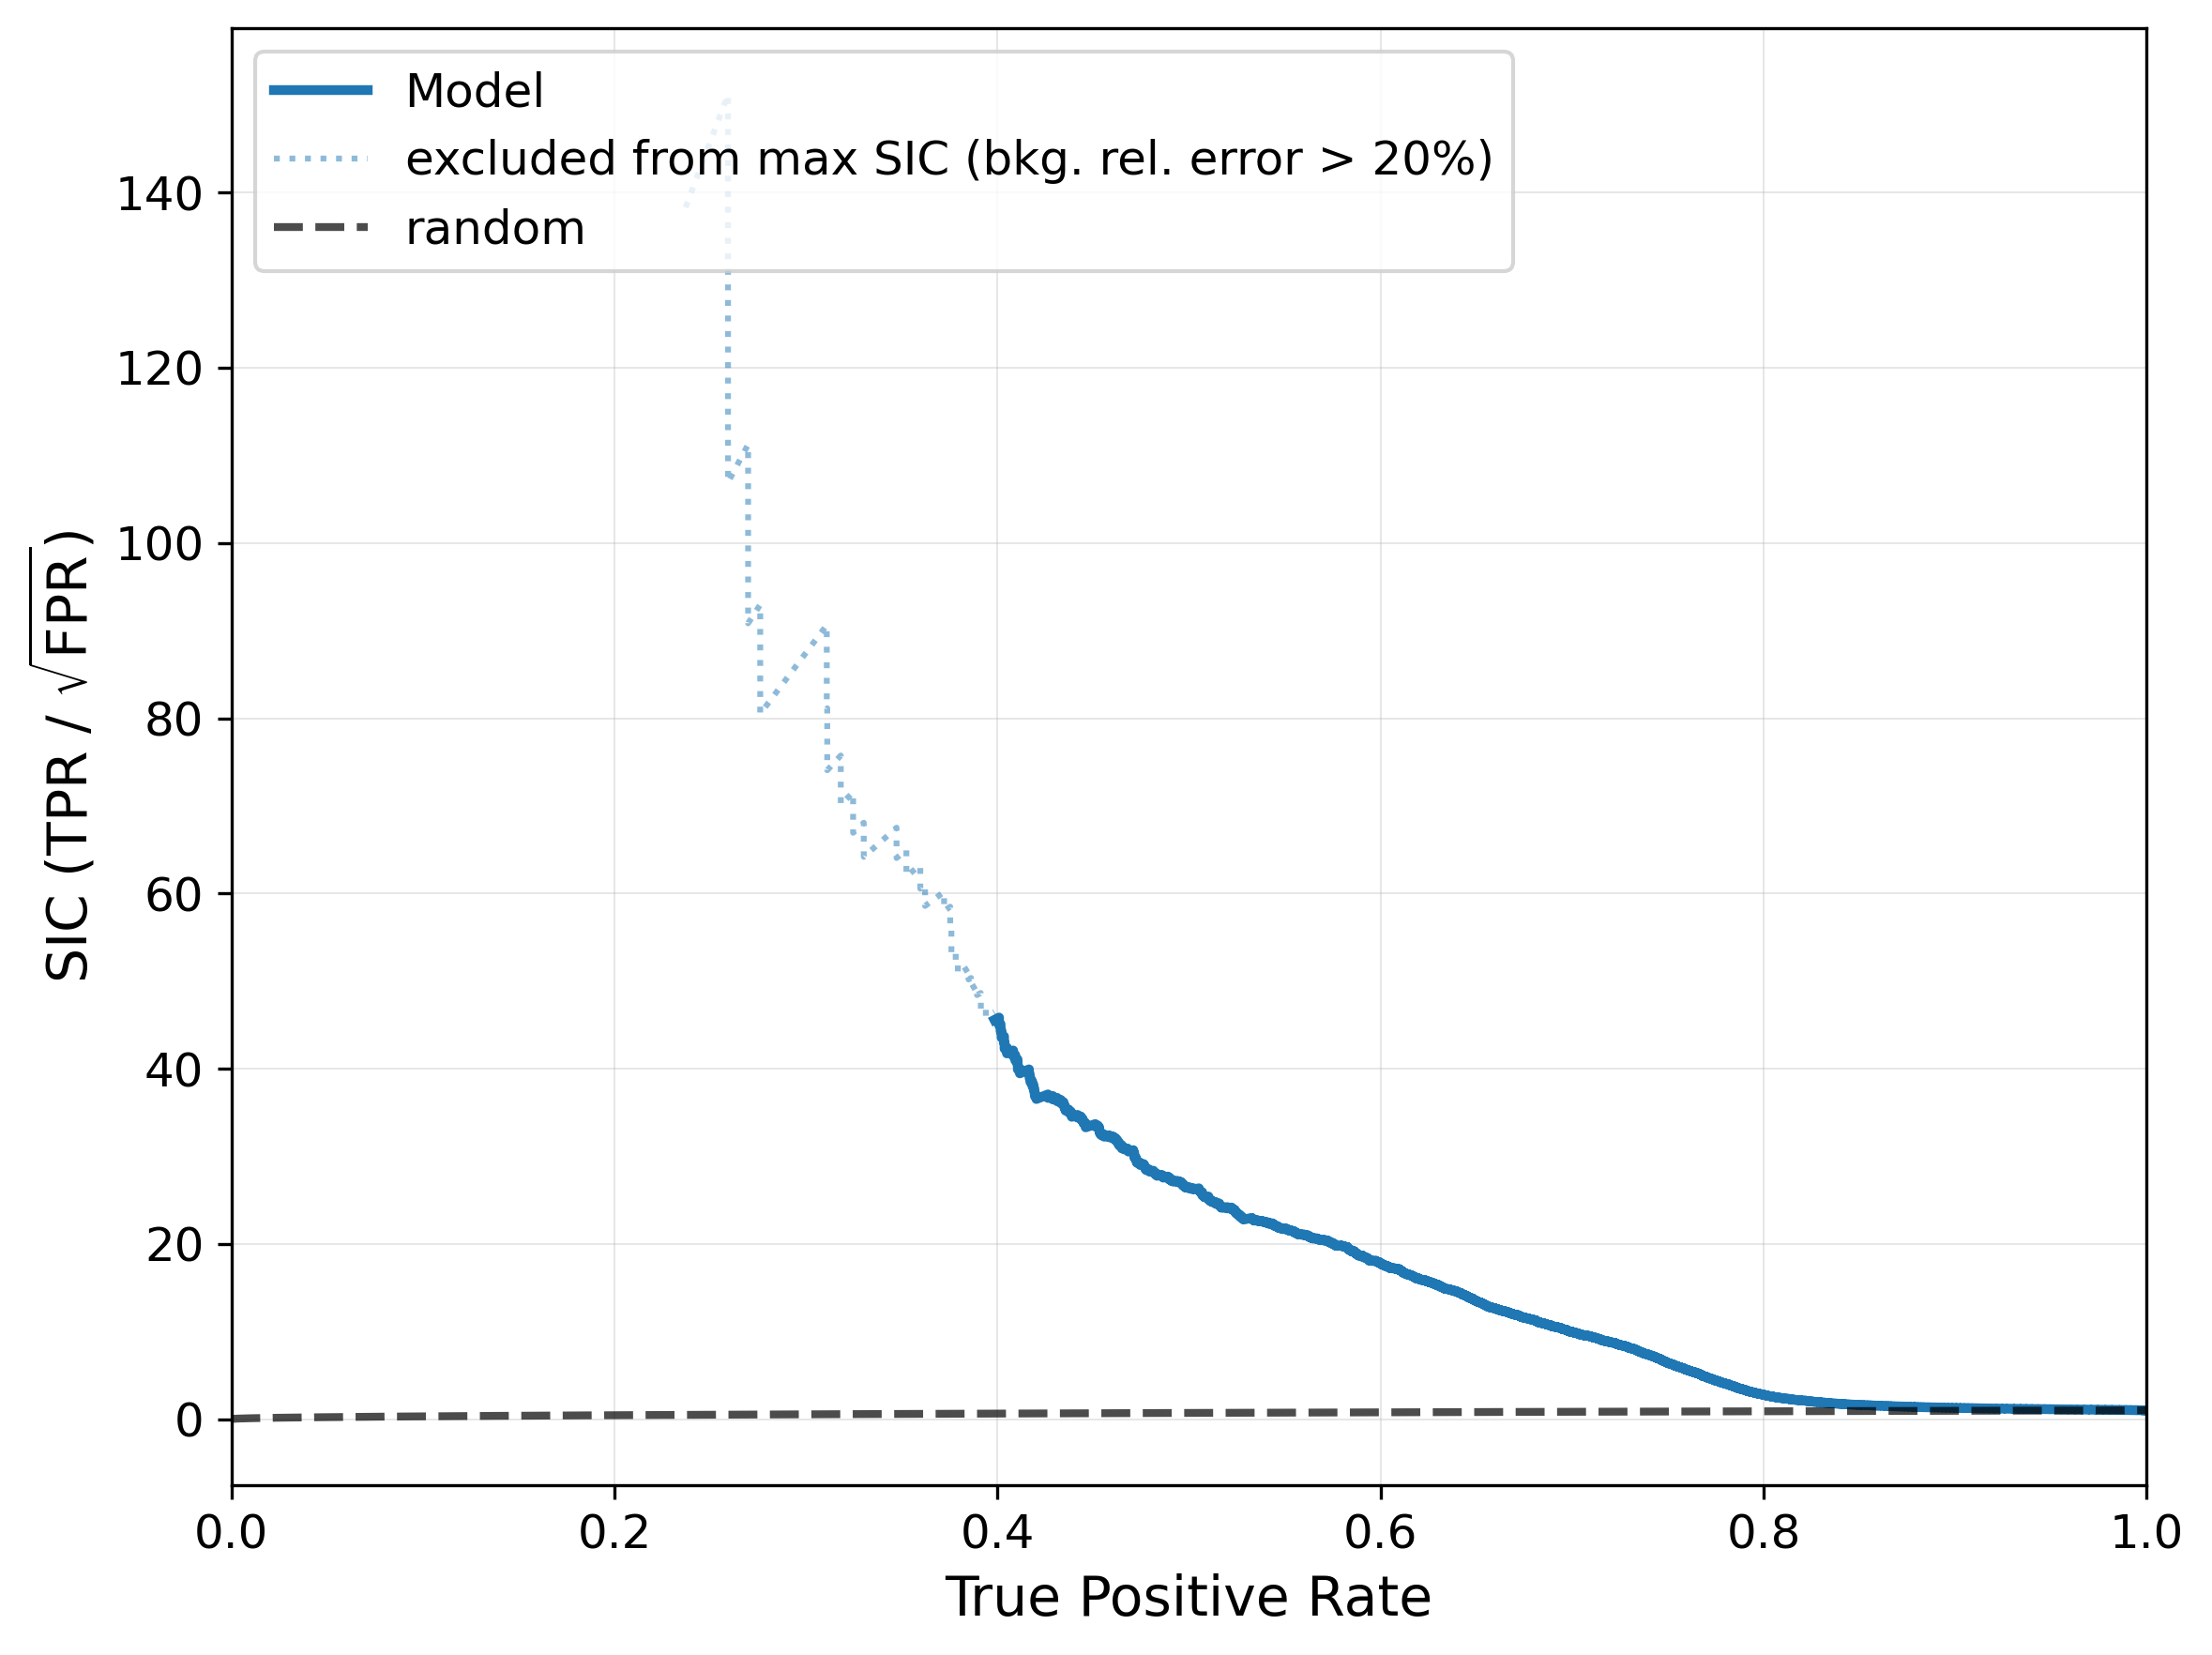 Model
excluded from max SIC (bkg. rel. error > 20%)
random
140
120
100
80
60
40
20
0
SIC (TPR / √FPR)
0.0 0.2 0.4 0.6 0.8 1.0
True Positive Rate